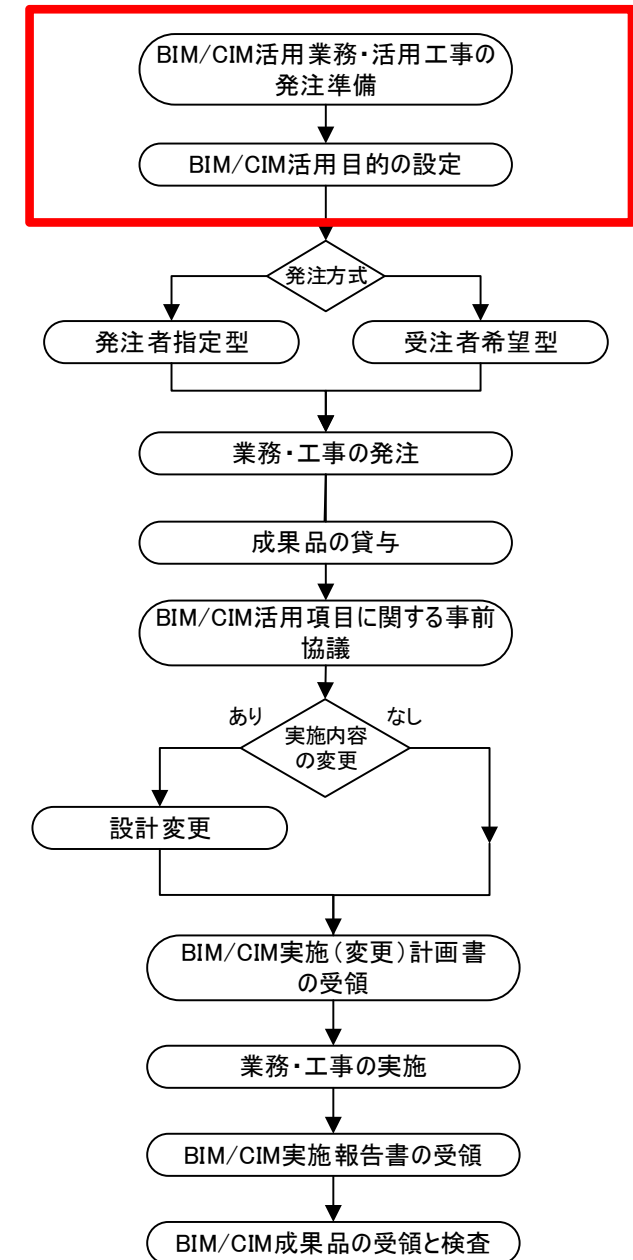 BIM/CIM活用業務・活用工事の
発注準備
BIM/CIM活用目的の設定
発注方式
発注者指定型
受注者希望型
業務・工事の発注
成果品の貸与
BIM/CIM活用項目に関する事前
協議
あり
なし
実施内容
の変更
設計変更
BIM/CIM実施(変更)計画書
の受領
業務・工事の実施
BIM/CIM実施報告書の受領
BIM/CIM成果品の受領と検査